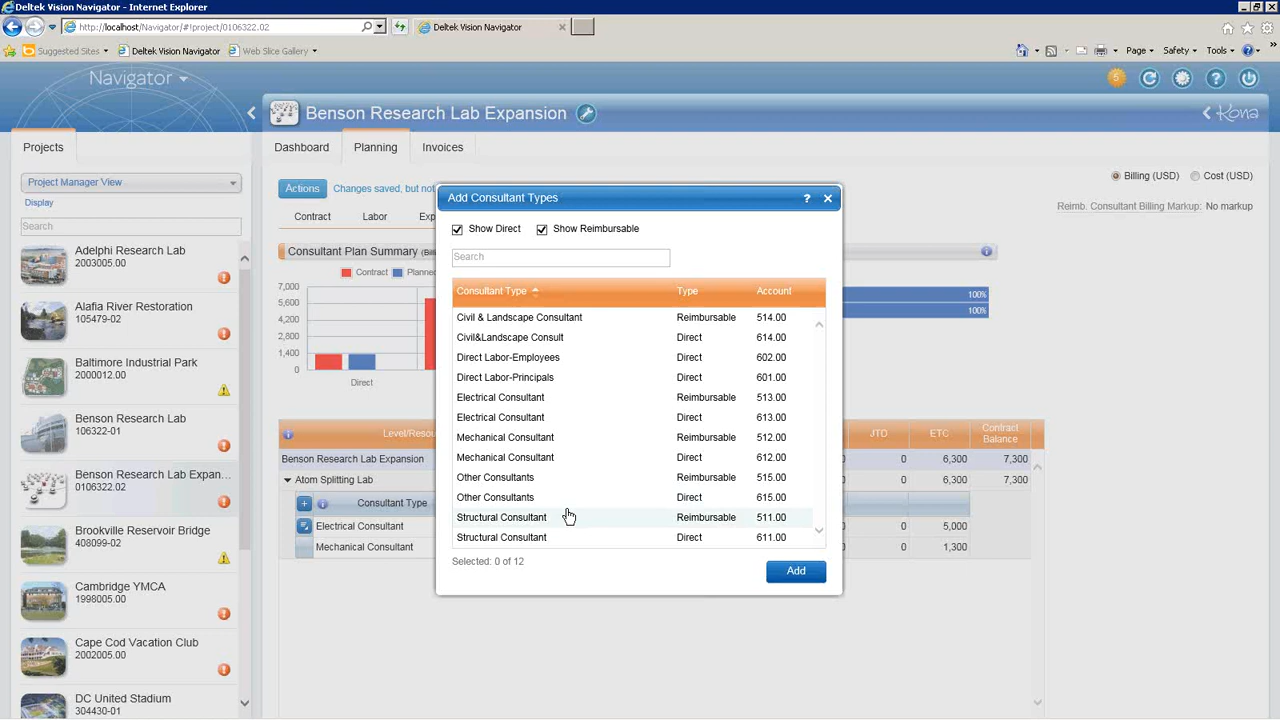 Deltek Vision Navigator - Internet Explorer
http://localhost/Navigator/#!project/0106322.02
Deltek Vision Navigator
Suggested Sites
Deltek Vision Navigator
Web Slice Gallery
Page
Safety
Tools
Navigator
5
Benson Research Lab Expansion
Kona
Projects
Dashboard
Planning
Invoices
Project Manager View
Display
Search
Actions
Changes saved, but not
Billing (USD)
Cost (USD)
Contract
Labor
Exp
Reimb. Consultant Billing Markup: No markup
Adelphi Research Lab
2003005.00
Atalia River Restoration
105479-02
Baltimore Industrial Park
2000012.00
Benson Research Lab
106322-01
Benson Research Lab Expan...
0106322.02
Brookville Reservoir Bridge
408099-02
Cambridge YMCA
1998005.00
Cape Cod Vacation Club
2002005.00
DC United Stadium
304430-01
Consultant Plan Summary (Bil
Contract
Planned
7,000
5,600
4,200
2,800
1,400
0
Direct
100%
100%
Level/Resou
JTD
ETC
Contract Balance
Benson Research Lab Expansion
0
6,300
7,300
Atom Splitting Lab
0
6,300
7,300
Consultant Type
Electrical Consultant
0
5,000
Mechanical Consultant
0
1,300
Add Consultant Types
?
Show Direct
Show Reimbursable
Search
Consultant Type
Type
Account
Civil & Landscape Consultant
Reimbursable
514.00
Civil&Landscape Consult
Direct
614.00
Direct Labor-Employees
Direct
602.00
Direct Labor-Principals
Direct
601.00
Electrical Consultant
Reimbursable
513.00
Electrical Consultant
Direct
613.00
Mechanical Consultant
Reimbursable
512.00
Mechanical Consultant
Direct
612.00
Other Consultants
Reimbursable
515.00
Other Consultants
Direct
615.00
Structural Consultant
Reimbursable
511.00
Structural Consultant
Direct
611.00
Selected: 0 of 12
Add